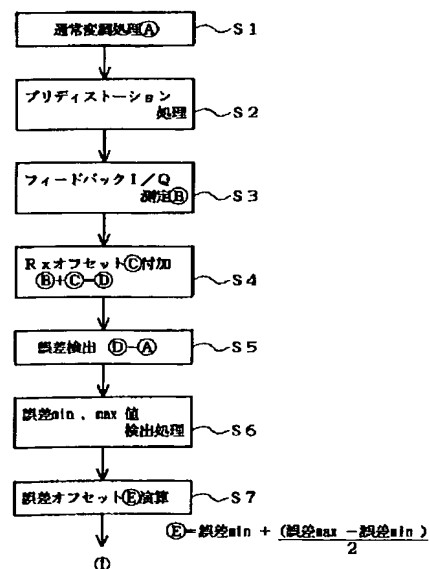 通常変調処理Ⓐ
S1
プリディストーション
処理
S2
フィードバックI/Q
測定Ⓑ
S3
RxオフセットⒸ付加
Ⓑ+Ⓒ=Ⓓ
S4
誤差検出 Ⓓ-Ⓐ
S5
誤差min、max 値
検出処理
S6
誤差オフセットⒺ演算
S7
Ⓔ=誤差min + (誤差max -誤差min )
2
①